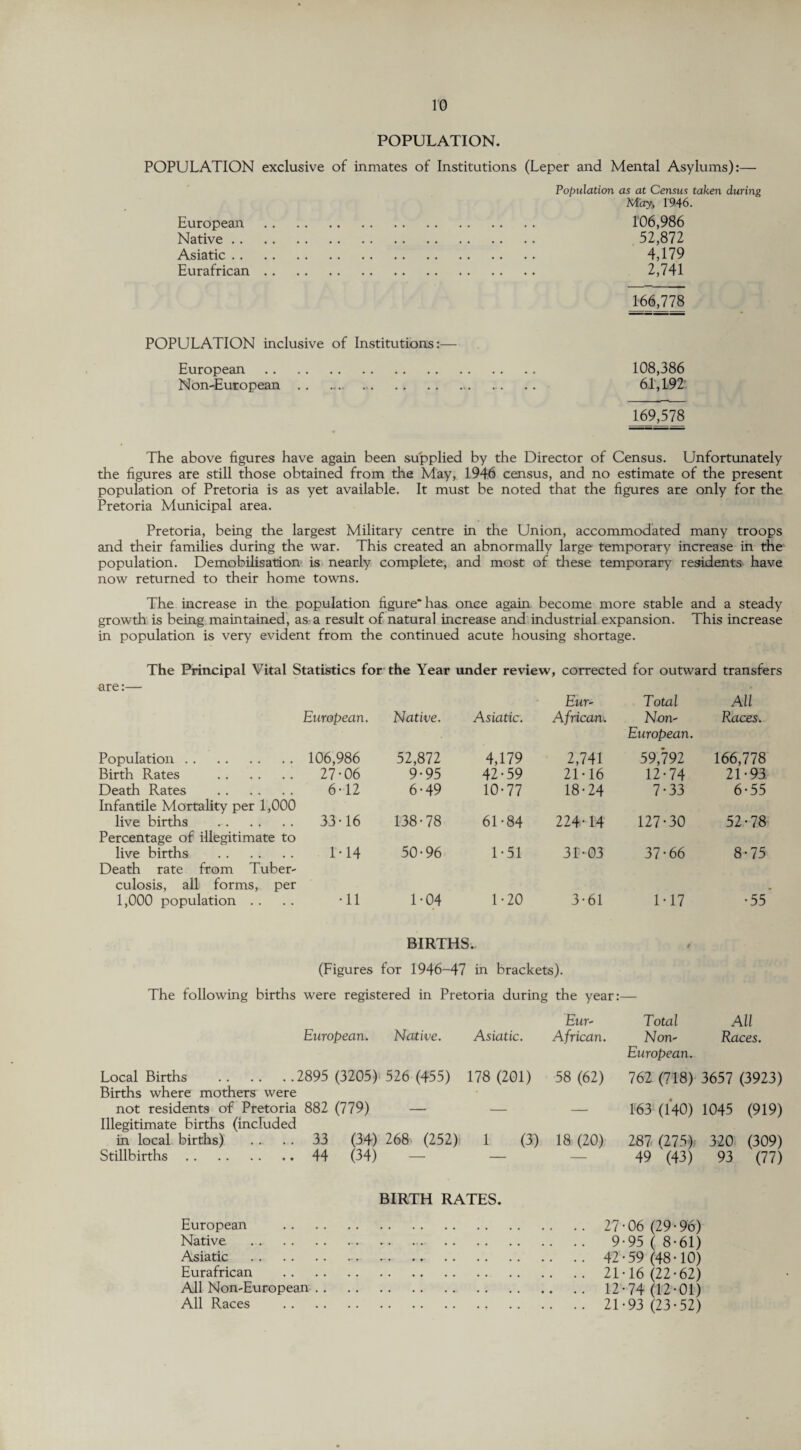 10
POPULATION.
POPULATION exclusive of inmates of Institutions (Leper and Mental Asylums):—
Population as at Census taken during
May, 1946.
European .. .. .. .. .. .. .. .. .. .. .. 106,986
Native .. .. .. .. .. .. .. .. .. .. .. .. 52,872
Asiatic .. .. .. .. .. .. .. .. .. .. .. .. 4,179
Eurafrican .. .. .. .. .. .. .. .. .. .. .. 2,741
166,778
POPULATION inclusive of Institutions:—
European .. .. .. .. .. .. .. .. .. .. .. 108,386
Non-European .. .. .. .. .. .. .. .. .. .. 61,192
169,578
The above figures have again been supplied by the Director of Census. Unfortunately
the figures are still those obtained from the May, 1946 census, and no estimate of the present
population of Pretoria is as yet available. It must be noted that the figures are only for the
Pretoria Municipal area.
Pretoria, being the largest Military centre in the Union, accommodated many troops
and their families during the war. This created an abnormally large temporary increase in the
population. Demobilisation is nearly complete, and most of these temporary residents have
now returned to their home towns.
The increase in the population figure has once again become more stable and a steady
growth is being maintained, as a result of natural increase and industrial expansion. This increase
in population is very evident from the continued acute housing shortage.
The Principal Vital Statistics for the Year under review, corrected for outward transfers
are:—
Eur- Total All
European. Native. Asiatic. African. Non- Races.
European.
Population .. .. .. .. .. 106,986 52,872 4,179 2,741 59,792 166,778
Birth Rates .. .. .. .. 27·06 9·95 42·59 21·16 12·74 21·93
Death Rates .. .. .. .. 6·12 6·49 10·77 18·24 7·33 6·55
Infantile Mortality per 1,000
live births .. .. .. .. 33·16 138·78 61·84 224·14 127·30 52·78
Percentage of illegitimate to
live births .. .. .. .. 1·14 50·96 1·51 31·03 37·66 8·75
Death rate from Tuber-
culosis, all forms, per
1,000 population .. .. ·11 1·04 1·20 3·61 1·17 ·55
BIRTHS.
(Figures for 1946-47 in brackets).
The following births were registered in Pretoria during the year:—
Eur- Total All
European. Native. Asiatic. African. Non- Races.
European.
Local Births .. .. .. ..2895 (3205) 526 (455) 178 (201) 58 (62) 762 (718) 3657 (3923)
Births where mothers were
not residents of Pretoria 882 (779) — — — 163 (140) 1045 (919)
Illegitimate births (included
in local births) .. .. 33 (34) 268 (252) 1 (3) 18 (20) 287 (275) 320 (309)
Stillbirths .. .. .. .. .. 44 (34) — — — 49 (43) 93 (77)
BIRTH RATES.
European .. .. .. .. .. .. .. .. .. .. .. .. 27·06 (29·96)
Native .. .. .. .. .. .. .. .. .. .. .. .. .. 9·95 ( 8·61)
Asiatic .. .. .. .. .. .. .. .. .. .. .. .. .. 42·59 (48·10)
Eurafrican .. .. .. .. .. .. .. .. .. .. .. .. 21·16 (22·62)
All Non-European .. .. .. .. .. .. .. .. .. .. .. 12·74 (12·01)
All Races .. .. .. .. .. .. .. .. .. .. .. .. 21·93 (23·52)